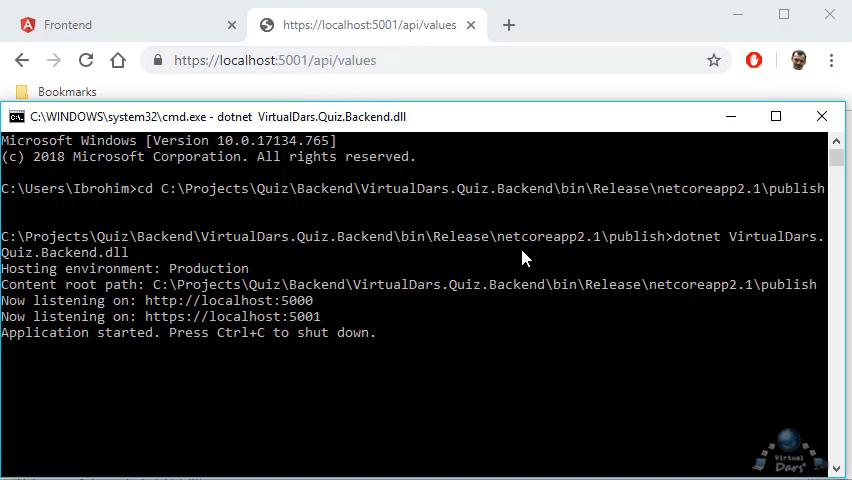 Frontend
https://localhost:5001/api/values
https://localhost:5001/api/values
Bookmarks
C:\WINDOWS\system32\cmd.exe - dotnet VirtualDars.Quiz.Backend.dll
Microsoft Windows [Version 10.0.17134.765]
(c) 2018 Microsoft Corporation. All rights reserved.
C:\Users\Ibrohim>cd C:\Projects\Quiz\Backend\VirtualDars.Quiz.Backend\bin\Release\netcoreapp2.1\publish
C:\Projects\Quiz\Backend\VirtualDars.Quiz.Backend\bin\Release\netcoreapp2.1\publish>dotnet VirtualDars.
Quiz.Backend.dll
Hosting environment: Production
Content root path: C:\Projects\Quiz\Backend\VirtualDars.Quiz.Backend\bin\Release\netcoreapp2.1\publish
Now listening on: http://localhost:5000
Now listening on: https://localhost:5001
Application started. Press Ctrl+C to shut down.
Virtual
Dars